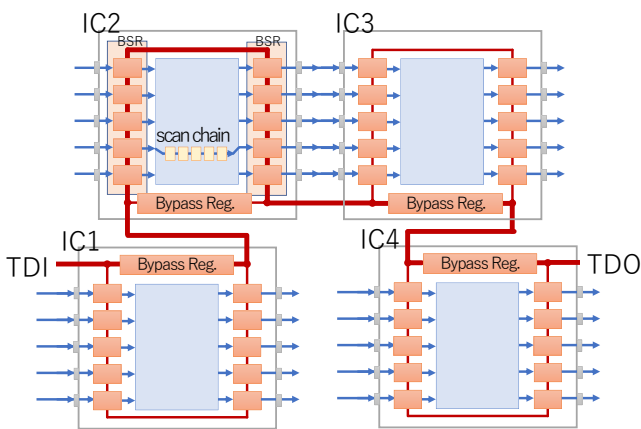 IC2
IC3
BSR
BSR
scan chain
Bypass Reg.
Bypass Reg.
IC1
IC4
TDI
Bypass Reg.
Bypass Reg.
TDO